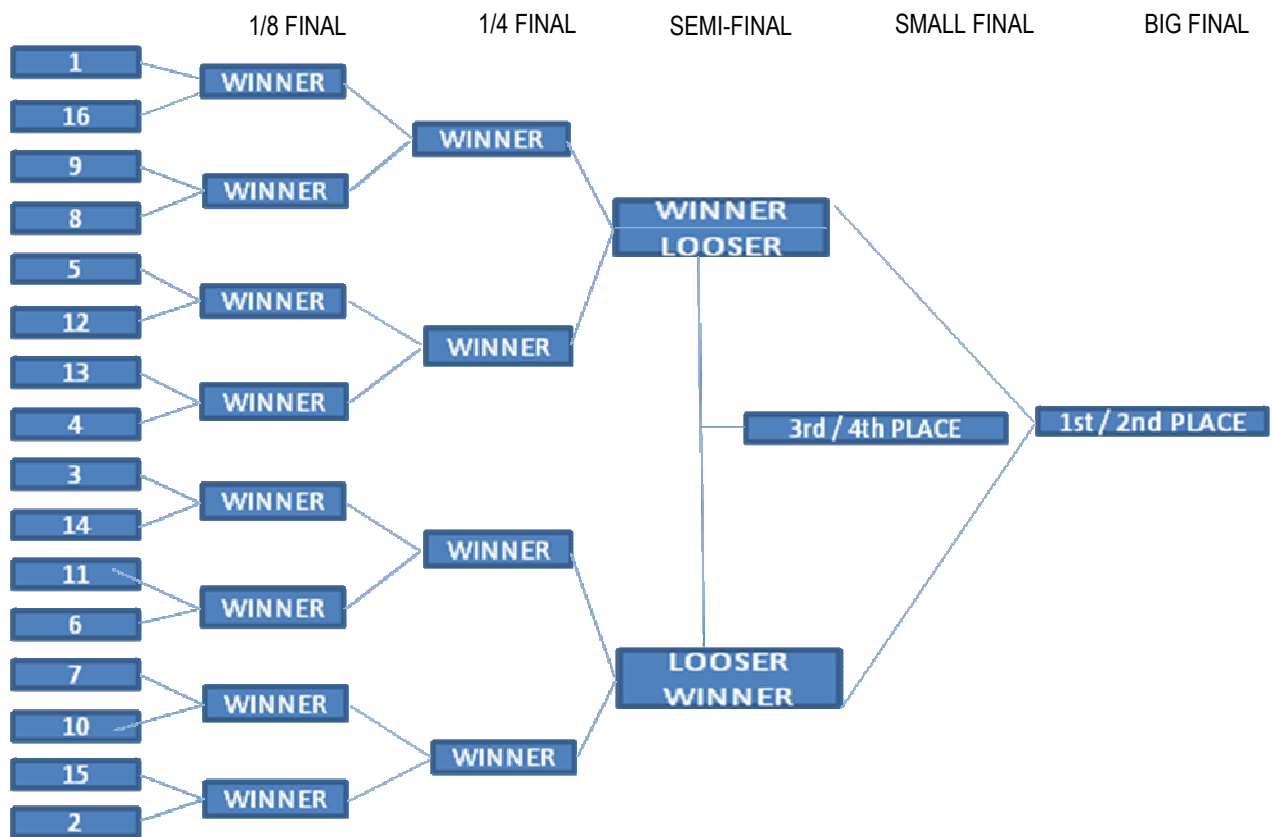 1/8 FINAL
1/4 FINAL
SEMI-FINAL
SMALL FINAL
BIG FINAL
1
16
9
8
5
12
13
4
3
14
11
6
7
10
15
2
WINNER
WINNER
WINNER
WINNER
WINNER
WINNER
WINNER
WINNER
WINNER
WINNER
WINNER
WINNER
WINNER
LOOSER
LOOSER
WINNER
3rd / 4th PLACE
1st / 2nd PLACE